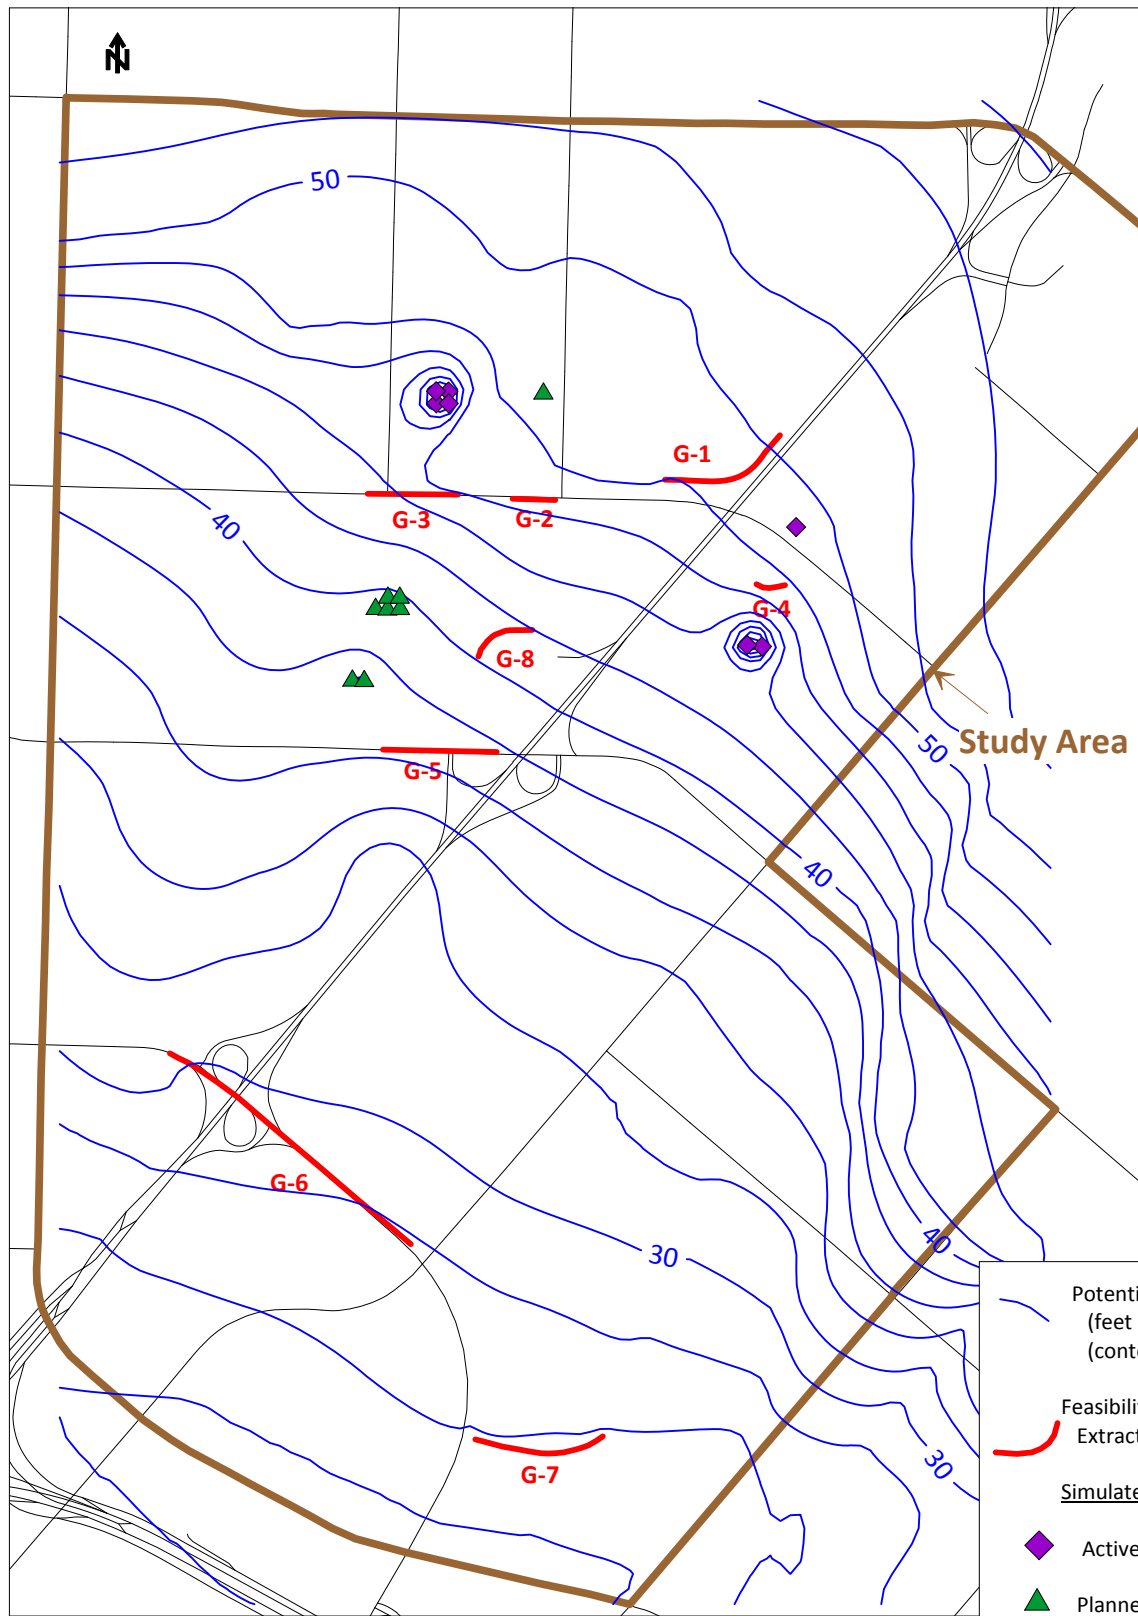 N
50
G-1
G-3
G-2
40
G-4
G-8
50
Study Area
G-5
40
G-6
40
30
G-7
30
Potenti
(feet
(conto
Feasibilit
Extract
Simulate
Active
Planne